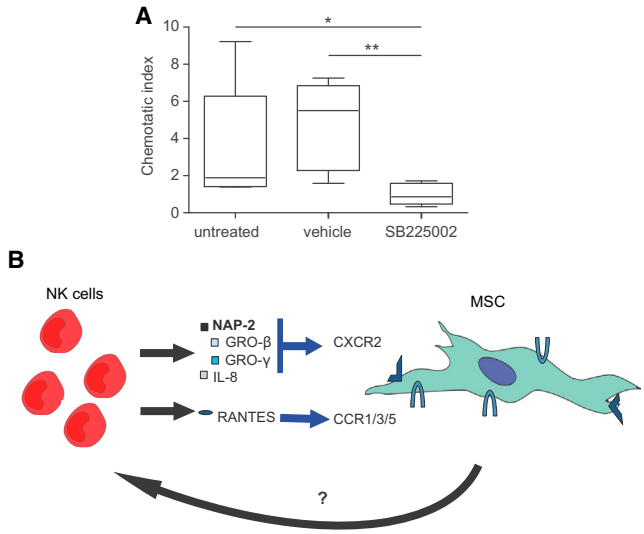 A
*
**
Chemotatic index
10
8
6
4
2
0
untreated vehicle SB225002
B
NK cells
MSC
NAP-2
GRO-β
GRO-γ
IL-8
CXCR2
RANTES
CCR1/3/5
?